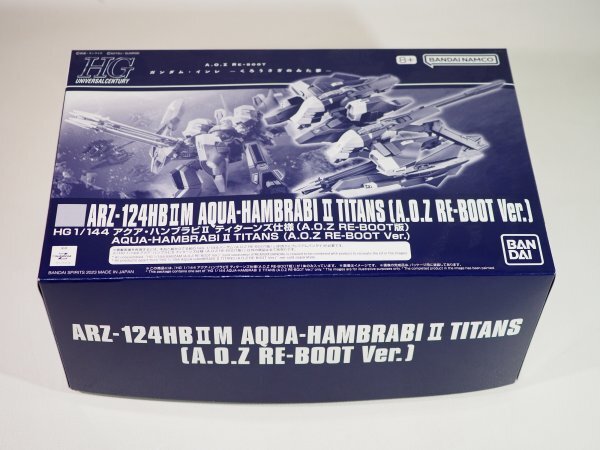 HG
UNIVERSAL CENTURY
A.O.Z RE-BOOT
ガンダム・インレ －くろうさぎのみた夢－
8+
BANDAI NAMCO
ARZ-124HBⅡM AQUA-HAMBRABI Ⅱ TITANS (A.O.Z RE-BOOT Ver.)
HG 1/144 アクア・ハンブラビⅡ ティターンズ仕様 (A.O.Z RE-BOOT版)
AQUA-HAMBRABI Ⅱ TITANS (A.O.Z RE-BOOT Ver.)
BAN
DAI
BANDAI SPIRITS 2023 MADE IN JAPAN
ARZ-124HBⅡM AQUA-HAMBRABI Ⅱ TITANS
(A.O.Z RE-BOOT Ver.)